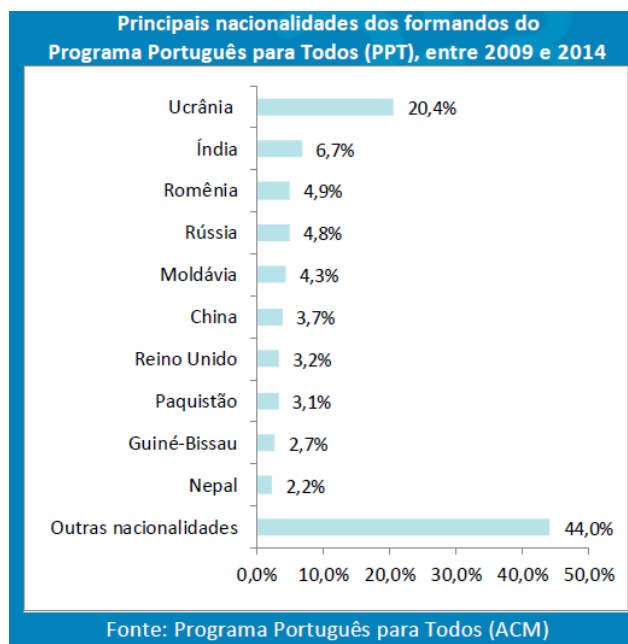 Principais nacionalidades dos formandos do
Programa Português para Todos (PPT), entre 2009 e 2014
Ucrânia 20,4%
Índia 6,7%
Romênia 4,9%
Rússia 4,8%
Moldávia 4,3%
China 3,7%
Reino Unido 3,2%
Paquistão 3,1%
Guiné-Bissau 2,7%
Nepal 2,2%
Outras nacionalidades 44,0%
0,0% 10,0% 20,0% 30,0% 40,0% 50,0%
Fonte: Programa Português para Todos (ACM)